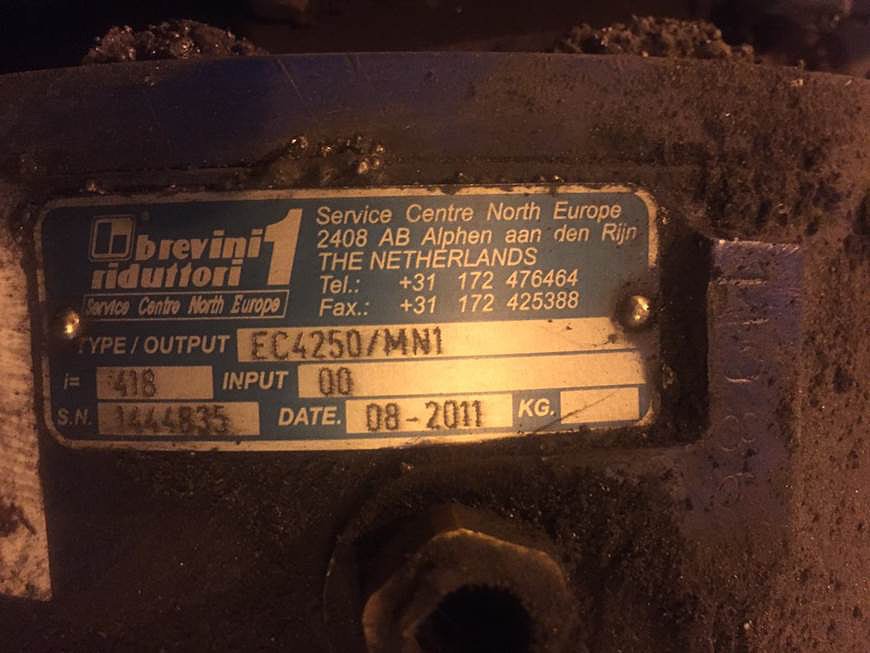 brevini
riduttori
1
Service Centre North Europe
Service Centre North Europe
2408 AB Alphen aan den Rijn
THE NETHERLANDS
Tel.: +31 172 476464
Fax.: +31 172 425388
TYPE / OUTPUT EC4250/MN1
i= 418 INPUT 00
S.N. 1444835 DATE. 08-2011 KG.